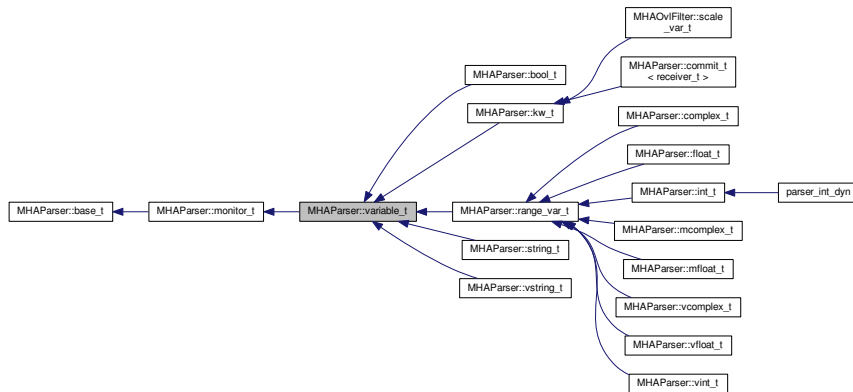 MHAOvlFilter::scale
_var_t
MHAParser::commit_t
< receiver_t >
MHAParser::bool_t
MHAParser::kw_t
MHAParser::complex_t
MHAParser::float_t
MHAParser::int_t
parser_int_dyn
MHAParser::base_t
MHAParser::monitor_t
MHAParser::variable_t
MHAParser::range_var_t
MHAParser::mcomplex_t
MHAParser::string_t
MHAParser::mfloat_t
MHAParser::vstring_t
MHAParser::vcomplex_t
MHAParser::vfloat_t
MHAParser::vint_t